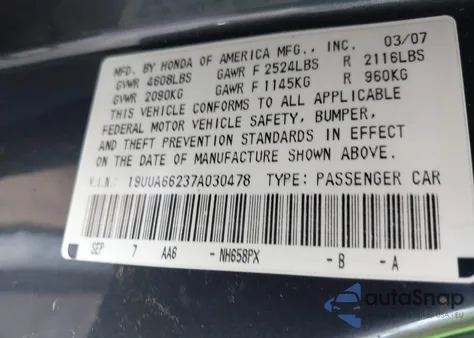 MFD. BY HONDA OF AMERICA MFG., INC. 03/07
GVWR 4608LBS GAWR F 2524LBS R 2116LBS
GVWR 2090KG GAWR F 1145KG R 960KG
THIS VEHICLE CONFORMS TO ALL APPLICABLE
FEDERAL MOTOR VEHICLE SAFETY, BUMPER,
AND THEFT PREVENTION STANDARDS IN EFFECT
ON THE DATE OF MANUFACTURE SHOWN ABOVE.
V.I.N.: 19UUA66237A030478 TYPE: PASSENGER CAR
SEP 7 AA6 -NH658PX -B -A
autoSnap